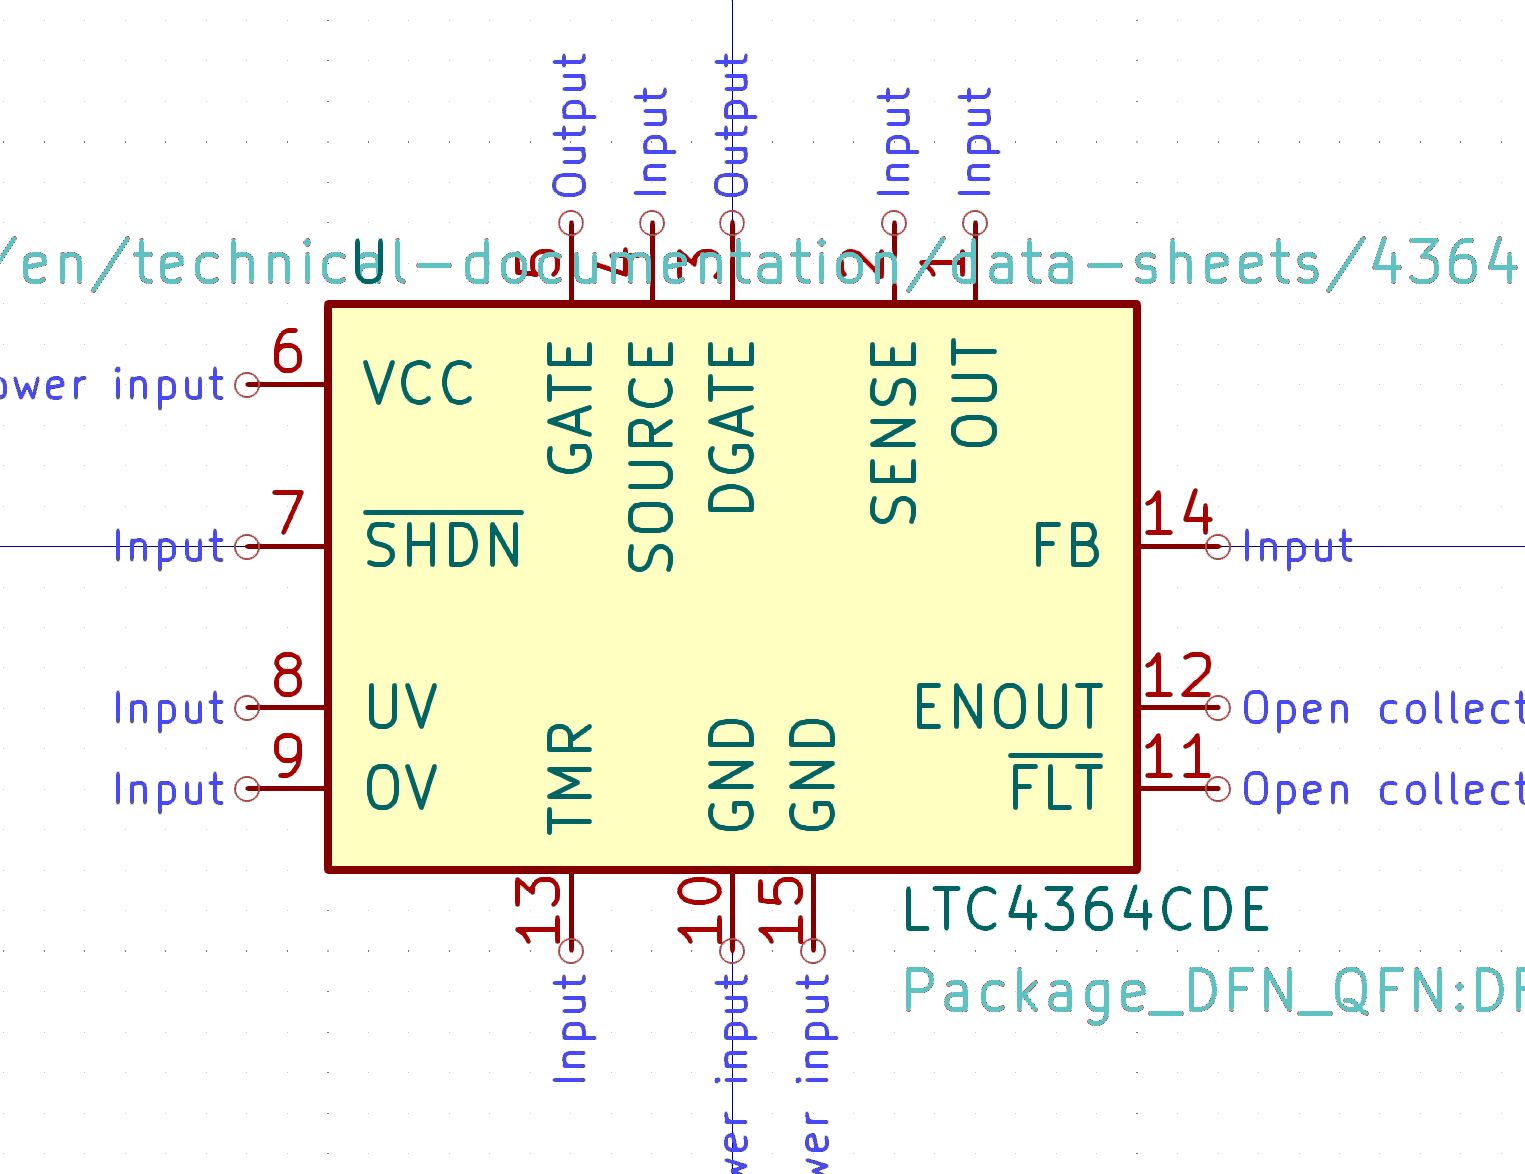 Output
Input
Output
Input
Input
/en/technical-documentation/data-sheets/4364
U
5
4
3
2
1
6
ower input
VCC
GATE
SOURCE
DGATE
SENSE
OUT
7
Input
SHDN
14
FB
Input
8
Input
UV
12
ENOUT
Open collect
9
Input
OV
11
FLT
Open collect
TMR
GND
GND
13
10
15
LTC4364CDE
Package_DFN_QFN:DF
Input
wer input
wer input